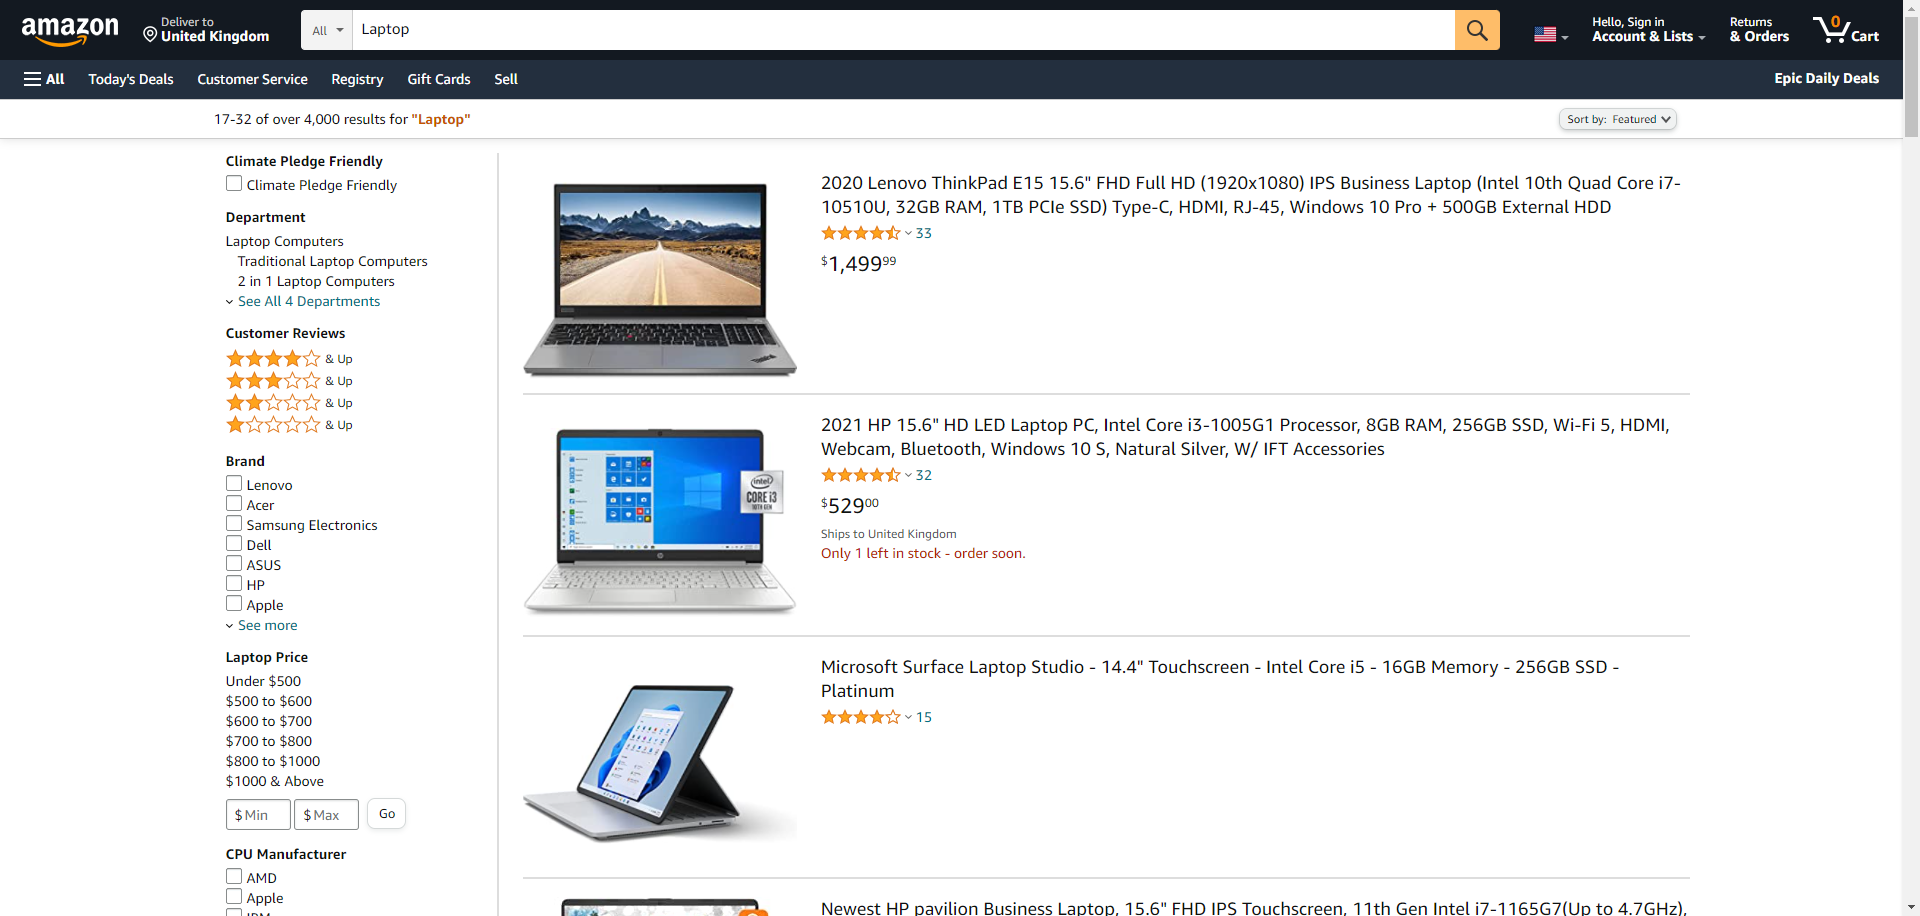 amazon
Deliver to
United Kingdom
All
Laptop
Hello, Sign in
Account & Lists
Returns
& Orders
0
Cart
All
Today's Deals
Customer Service
Registry
Gift Cards
Sell
Epic Daily Deals
17-32 of over 4,000 results for "Laptop"
Sort by: Featured
Climate Pledge Friendly
Climate Pledge Friendly
Department
Laptop Computers
Traditional Laptop Computers
2 in 1 Laptop Computers
See All 4 Departments
Customer Reviews
& Up
& Up
& Up
& Up
Brand
Lenovo
Acer
Samsung Electronics
Dell
ASUS
HP
Apple
See more
Laptop Price
Under $500
$500 to $600
$600 to $700
$700 to $800
$800 to $1000
$1000 & Above
$ Min
$ Max
Go
CPU Manufacturer
AMD
Apple
IBM
2020 Lenovo ThinkPad E15 15.6" FHD Full HD (1920x1080) IPS Business Laptop (Intel 10th Quad Core i7-
10510U, 32GB RAM, 1TB PCIe SSD) Type-C, HDMI, RJ-45, Windows 10 Pro + 500GB External HDD
33
$1,499.99
ThinkPad
2021 HP 15.6" HD LED Laptop PC, Intel Core i3-1005G1 Processor, 8GB RAM, 256GB SSD, Wi-Fi 5, HDMI,
Webcam, Bluetooth, Windows 10 S, Natural Silver, W/ IFT Accessories
32
$529.00
Ships to United Kingdom
Only 1 left in stock - order soon.
intel
CORE i3
10TH GEN
Microsoft Surface Laptop Studio - 14.4" Touchscreen - Intel Core i5 - 16GB Memory - 256GB SSD -
Platinum
15
Newest HP pavilion Business Laptop, 15.6" FHD IPS Touchscreen, 11th Gen Intel i7-1165G7(Up to 4.7GHz),